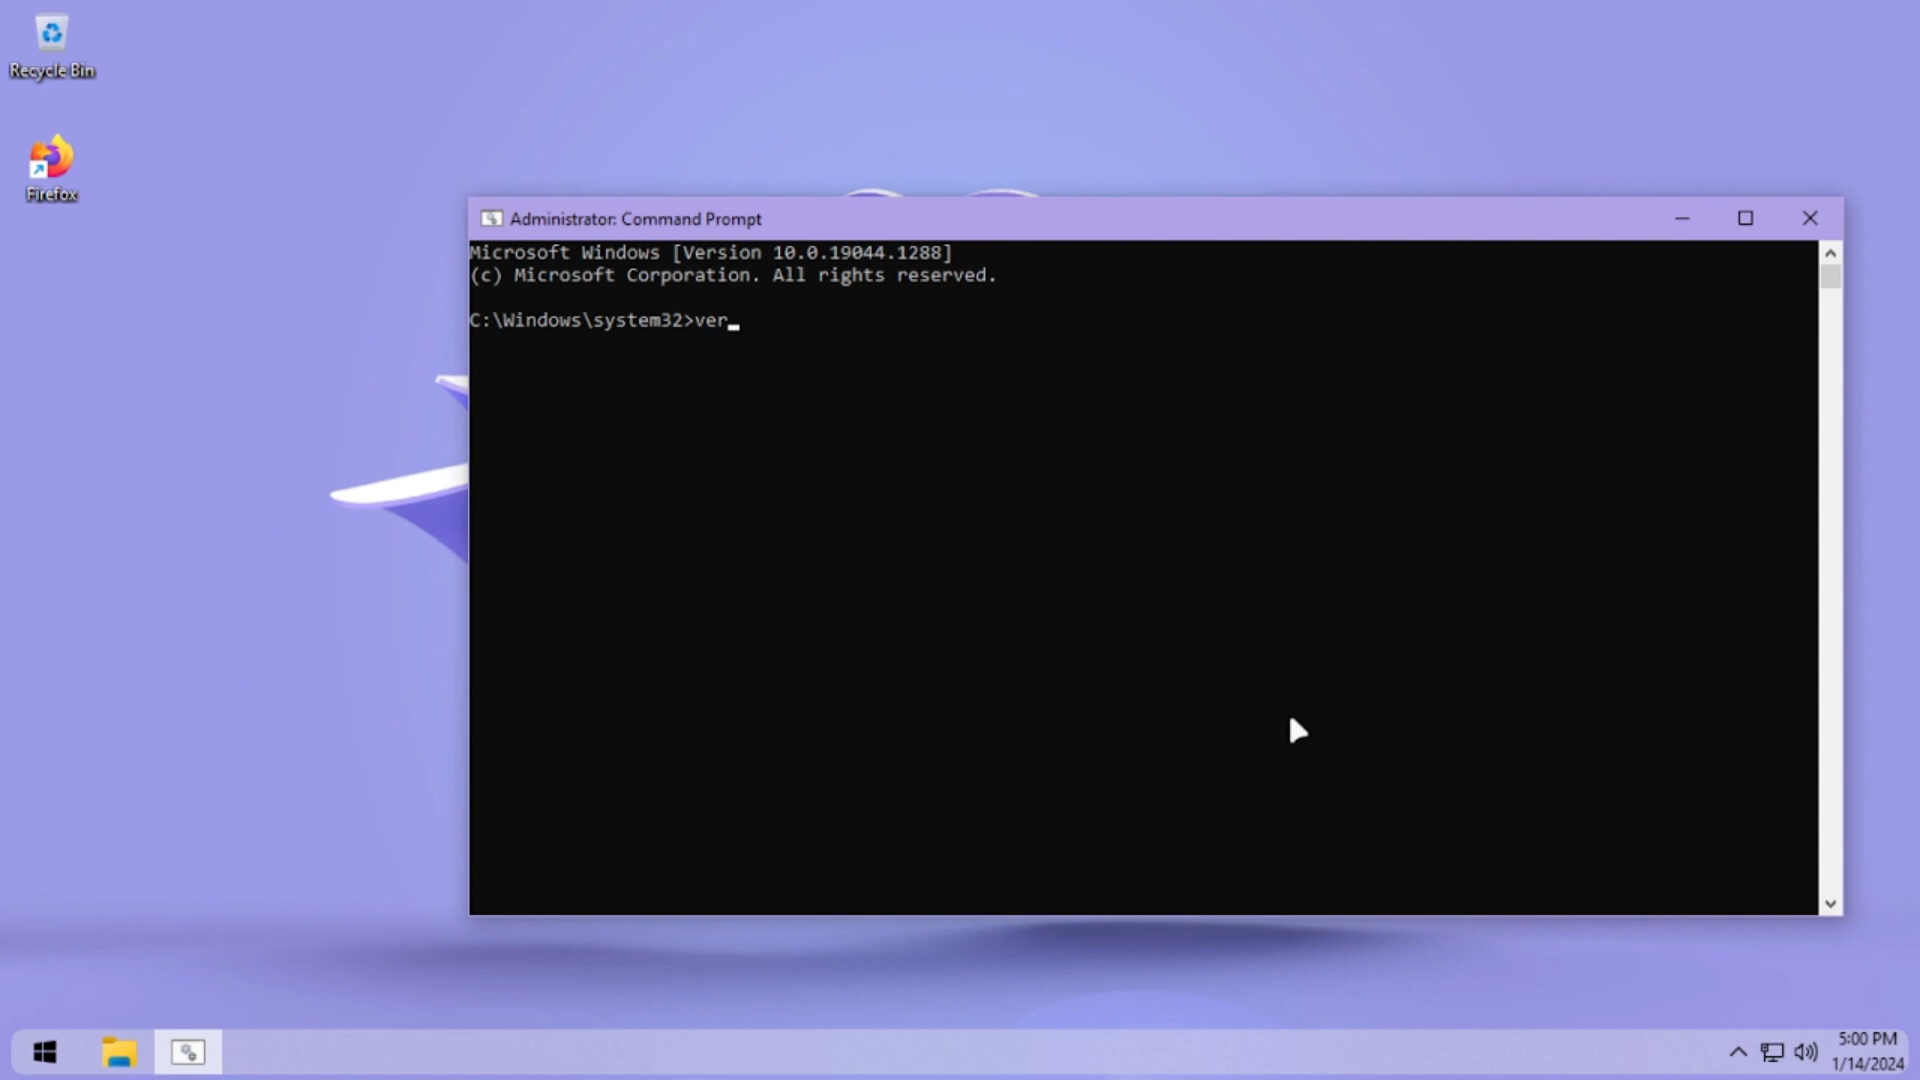 Recycle Bin
Firefox
Administrator: Command Prompt
Microsoft Windows [Version 10.0.19044.1288]
(c) Microsoft Corporation. All rights reserved.
C:\Windows\system32>ver
5:00 PM
1/14/2024